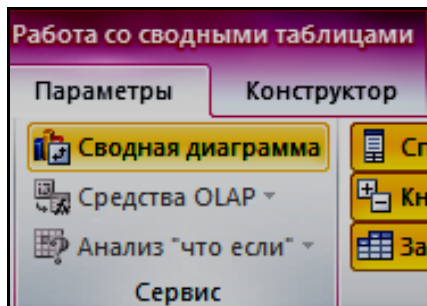 Работа со сводными таблицами
Параметры Конструктор
Сводная диаграмма
Средства OLAP
Анализ "что если"
Сервис